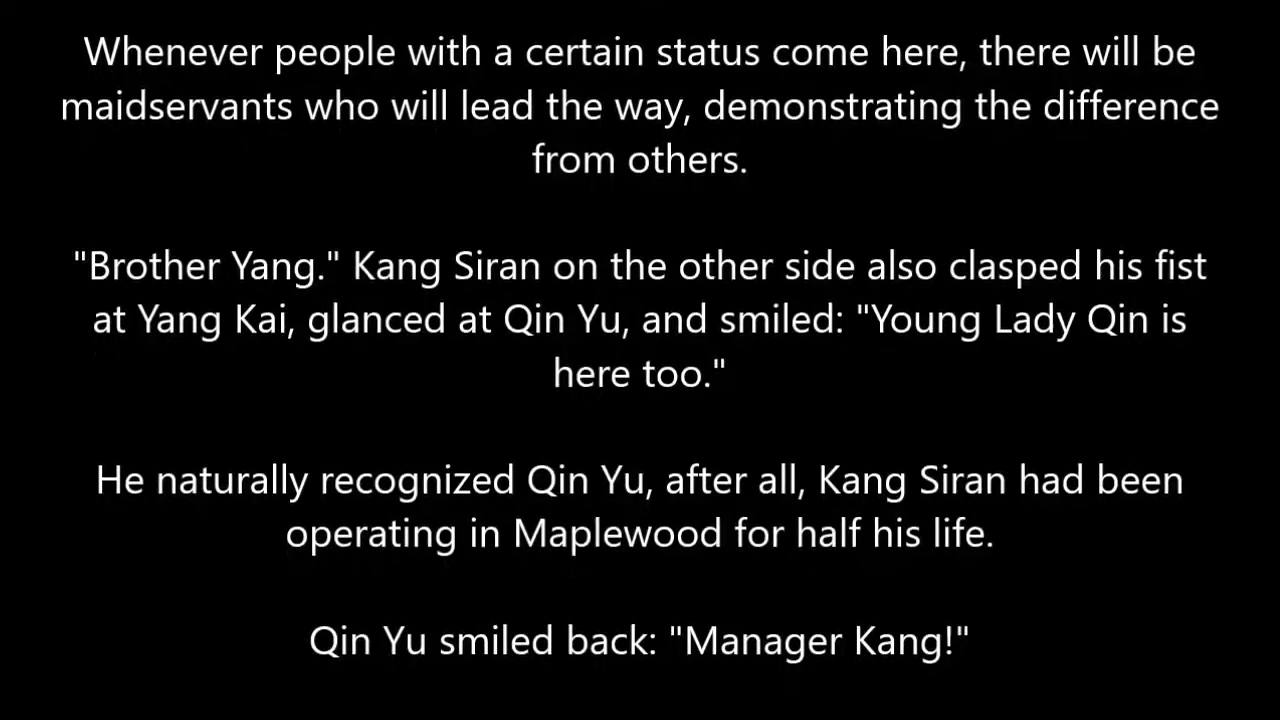 Whenever people with a certain status come here, there will be
maidservants who will lead the way, demonstrating the difference
from others.
"Brother Yang." Kang Siran on the other side also clasped his fist
at Yang Kai, glanced at Qin Yu, and smiled: "Young Lady Qin is
here too."
He naturally recognized Qin Yu, after all, Kang Siran had been
operating in Maplewood for half his life.
Qin Yu smiled back: "Manager Kang!"